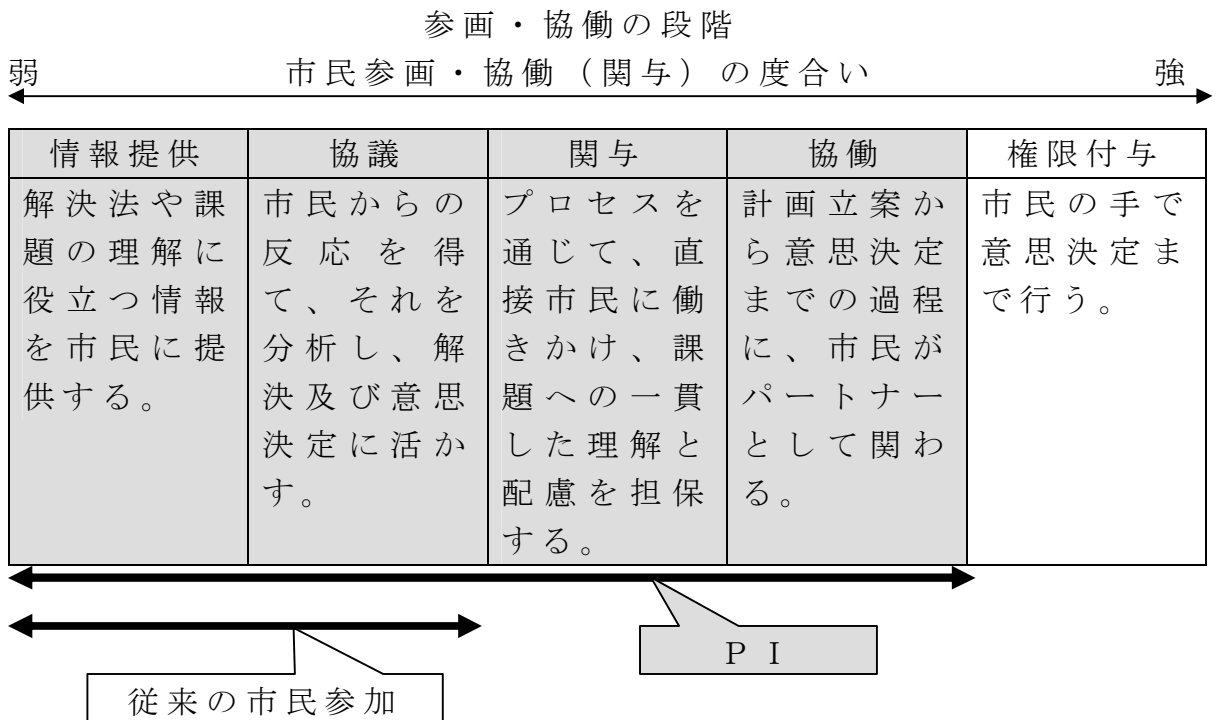 参画・協働の段階
弱 市民参画・協働(関与)の度合い 強
情報提供
解決法や課
題の理解に
役立つ情報
を市民に提
供する。
協議
市民からの
反応を得
て、それを
分析し、解
決及び意思
決定に活か
す。
関与
プロセスを
通じて、直
接市民に働
きかけ、課
題への一貫
した理解と
配慮を担保
する。
協働
計画立案か
ら意思決定
までの過程
に、市民が
パートナー
として関わ
る。
権限付与
市民の手で
意思決定ま
で行う。
PI
従来の市民参加